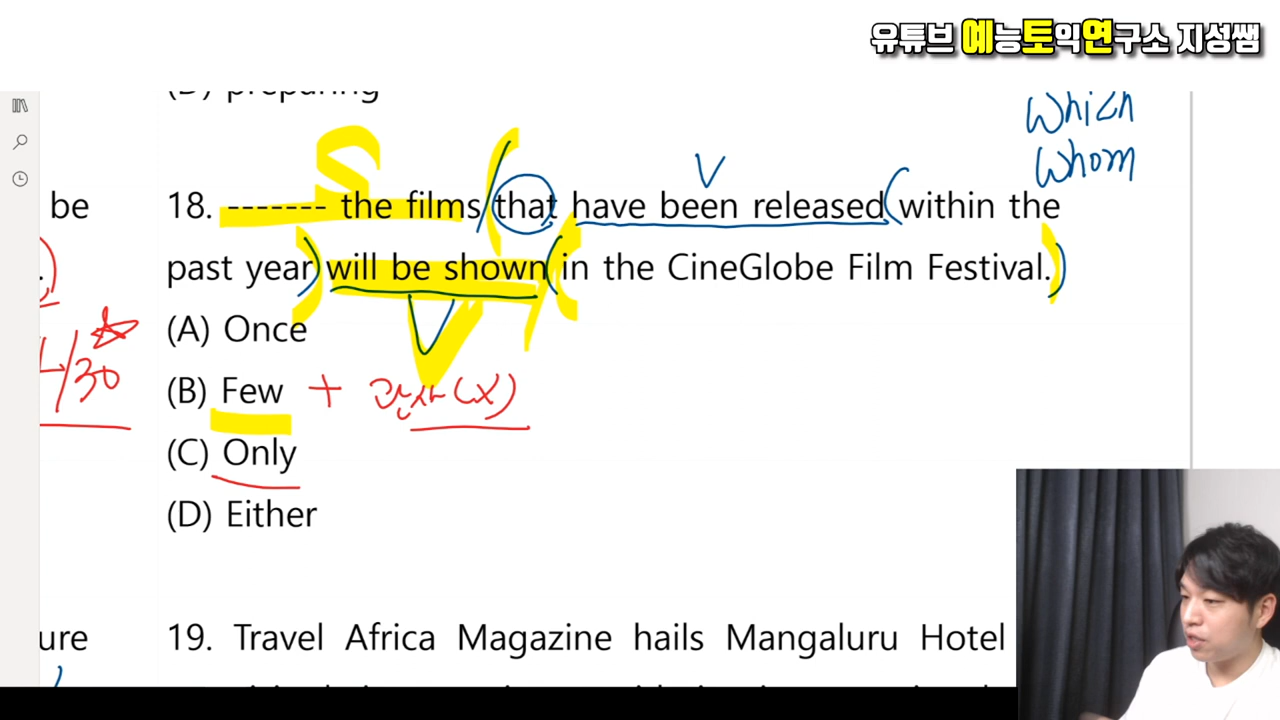 유튜브 예능토익연구소 지성쌤
(D) preparing
which
whom
S
V
be
18. ------- the films that have been released within the
past year will be shown in the CineGlobe Film Festival.
V
(A) Once
/30
(B) Few + 관사(X)
(C) Only
(D) Either
ure
19. Travel Africa Magazine hails Mangaluru Hotel